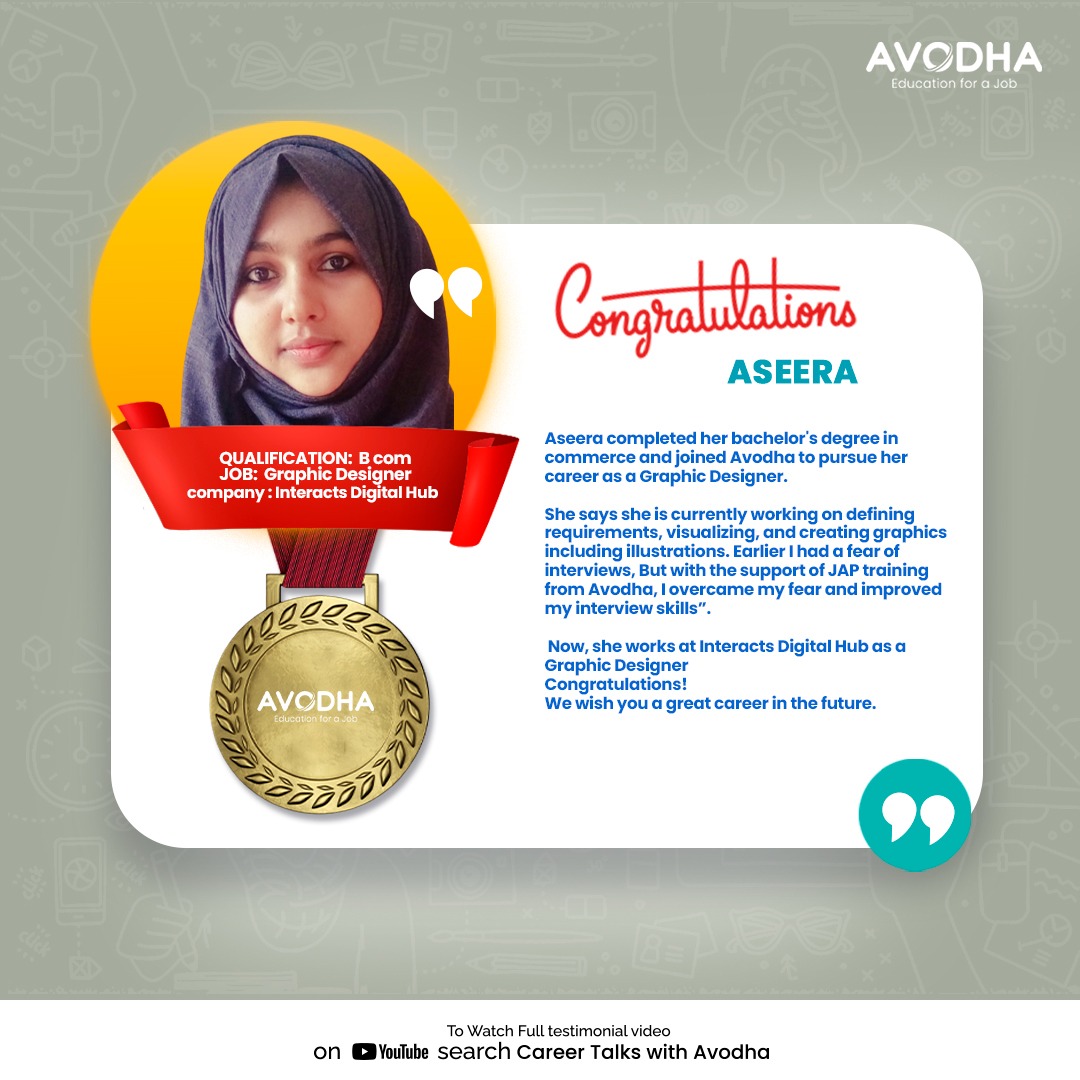 AVODHA
Education for a Job
Congratulations
ASEERA
QUALIFICATION: B com
JOB: Graphic Designer
company : Interacts Digital Hub
Aseera completed her bachelor's degree in
commerce and joined Avodha to pursue her
career as a Graphic Designer.
She says she is currently working on defining
requirements, visualizing, and creating graphics
including illustrations. Earlier I had a fear of
interviews, But with the support of JAP training
from Avodha, I overcame my fear and improved
my interview skills”.
Now, she works at Interacts Digital Hub as a
Graphic Designer
Congratulations!
We wish you a great career in the future.
AVODHA
Education for a Job
To Watch Full testimonial video
on YouTube search Career Talks with Avodha